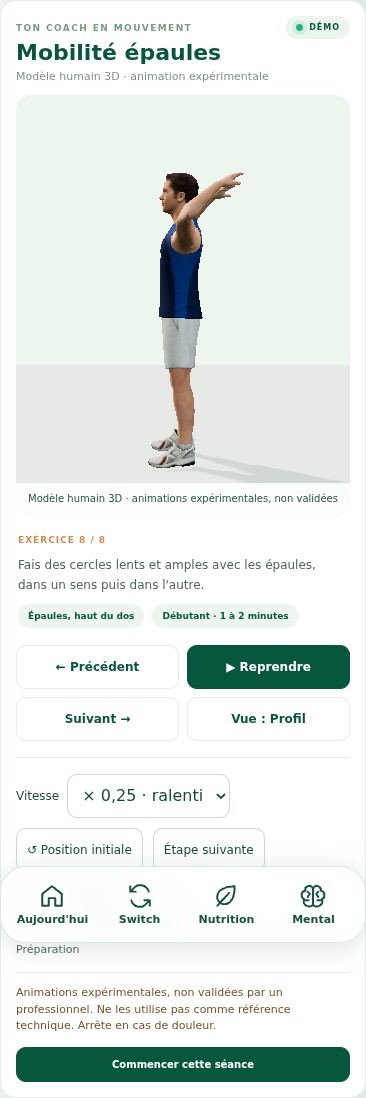 TON COACH EN MOUVEMENT
DÉMO
Mobilité épaules
Modèle humain 3D · animation expérimentale
Modèle humain 3D · animations expérimentales, non validées
EXERCICE 8 / 8
Fais des cercles lents et amples avec les épaules,
dans un sens puis dans l'autre.
Épaules, haut du dos
Débutant · 1 à 2 minutes
← Précédent
▶ Reprendre
Suivant →
Vue : Profil
Vitesse
× 0,25 · ralenti
↺ Position initiale
Étape suivante
Aujourd'hui
Switch
Nutrition
Mental
Préparation
Animations expérimentales, non validées par un
professionnel. Ne les utilise pas comme référence
technique. Arrête en cas de douleur.
Commencer cette séance